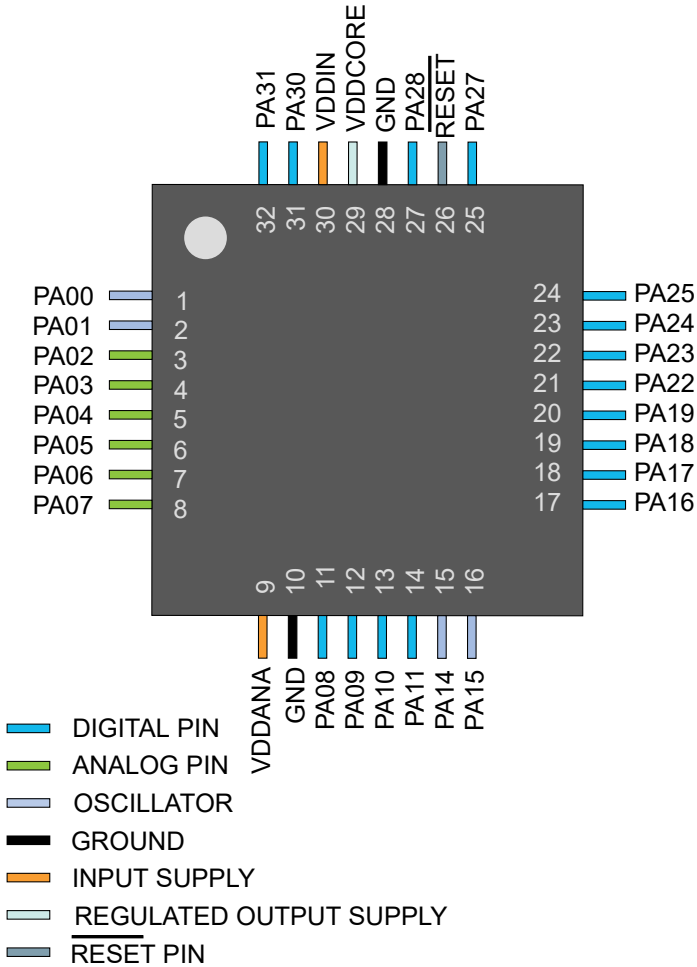 PA31
PA30
VDDIN
VDDCORE
GND
PA28
RESET
PA27
32
31
30
29
28
27
26
25
PA00 1
PA01 2
PA02 3
PA03 4
PA04 5
PA05 6
PA06 7
PA07 8
24 PA25
23 PA24
22 PA23
21 PA22
20 PA19
19 PA18
18 PA17
17 PA16
9
10
11
12
13
14
15
16
VDDANA
GND
PA08
PA09
PA10
PA11
PA14
PA15
DIGITAL PIN
ANALOG PIN
OSCILLATOR
GROUND
INPUT SUPPLY
REGULATED OUTPUT SUPPLY
RESET PIN